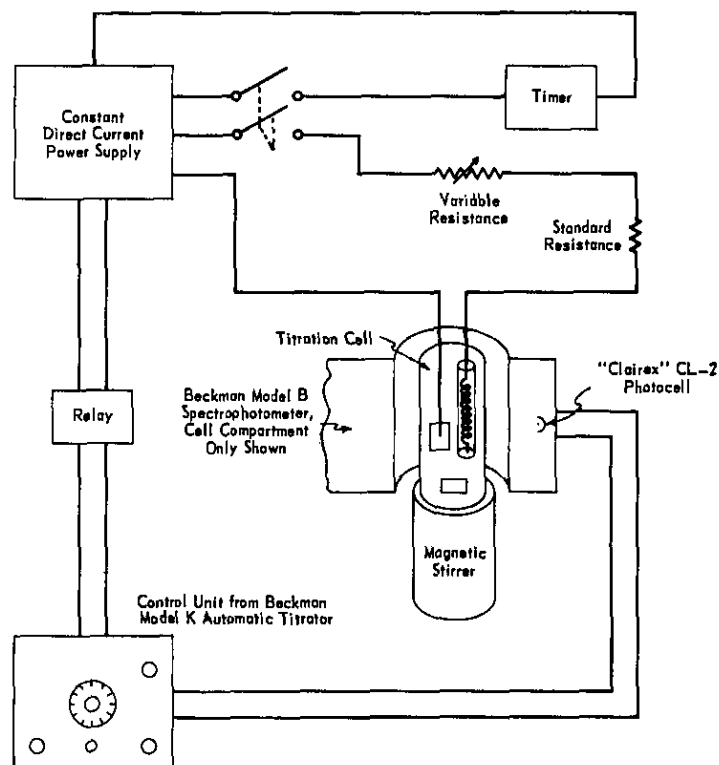 Constant
Direct Current
Power Supply
Timer
Variable
Resistance
Standard
Resistance
Titration Cell
"Clairex" CL-2
Photocell
Beckman Model B
Spectrophotometer,
Cell Compartment
Only Shown
Relay
Magnetic
Stirrer
Control Unit from Beckman
Model K Automatic Titrator